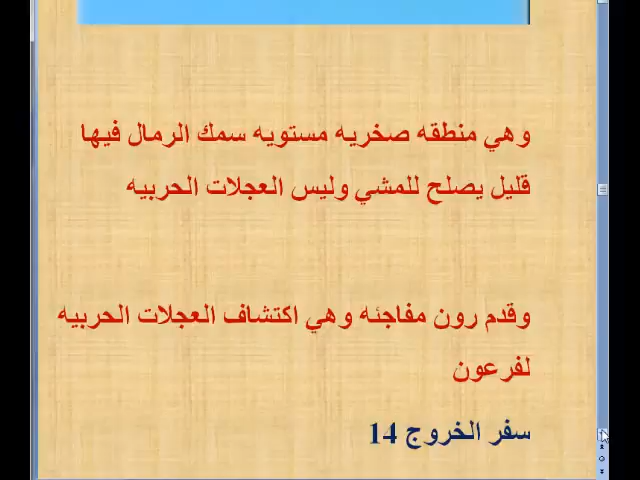 وهي منطقه صخريه مستويه سمك الرمال فيها
قليل يصلح للمشي وليس العجلات الحربيه
وقدم رون مفاجئه وهي اكتشاف العجلات الحربيه
لفرعون
سفر الخروج 14